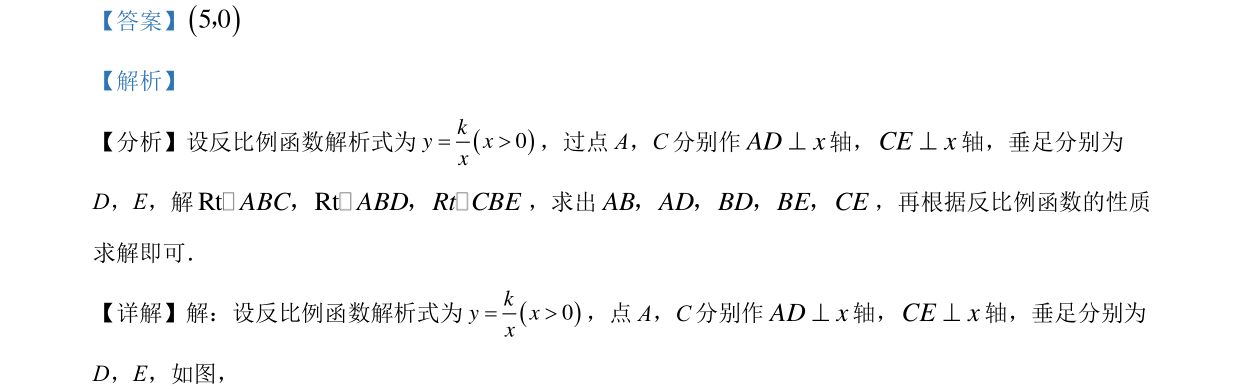 【答案】(5,0)
【解析】
【分析】设反比例函数解析式为 y=k/x(x>0)，过点 A，C 分别作 AD⊥x 轴，CE⊥x 轴，垂足分别为
D，E，解 Rt□ABC，Rt□ABD，Rt□CBE，求出 AB，AD，BD，BE，CE，再根据反比例函数的性质
求解即可．
【详解】解：设反比例函数解析式为 y=k/x(x>0)，点 A，C 分别作 AD⊥x 轴，CE⊥x 轴，垂足分别为
D，E，如图，